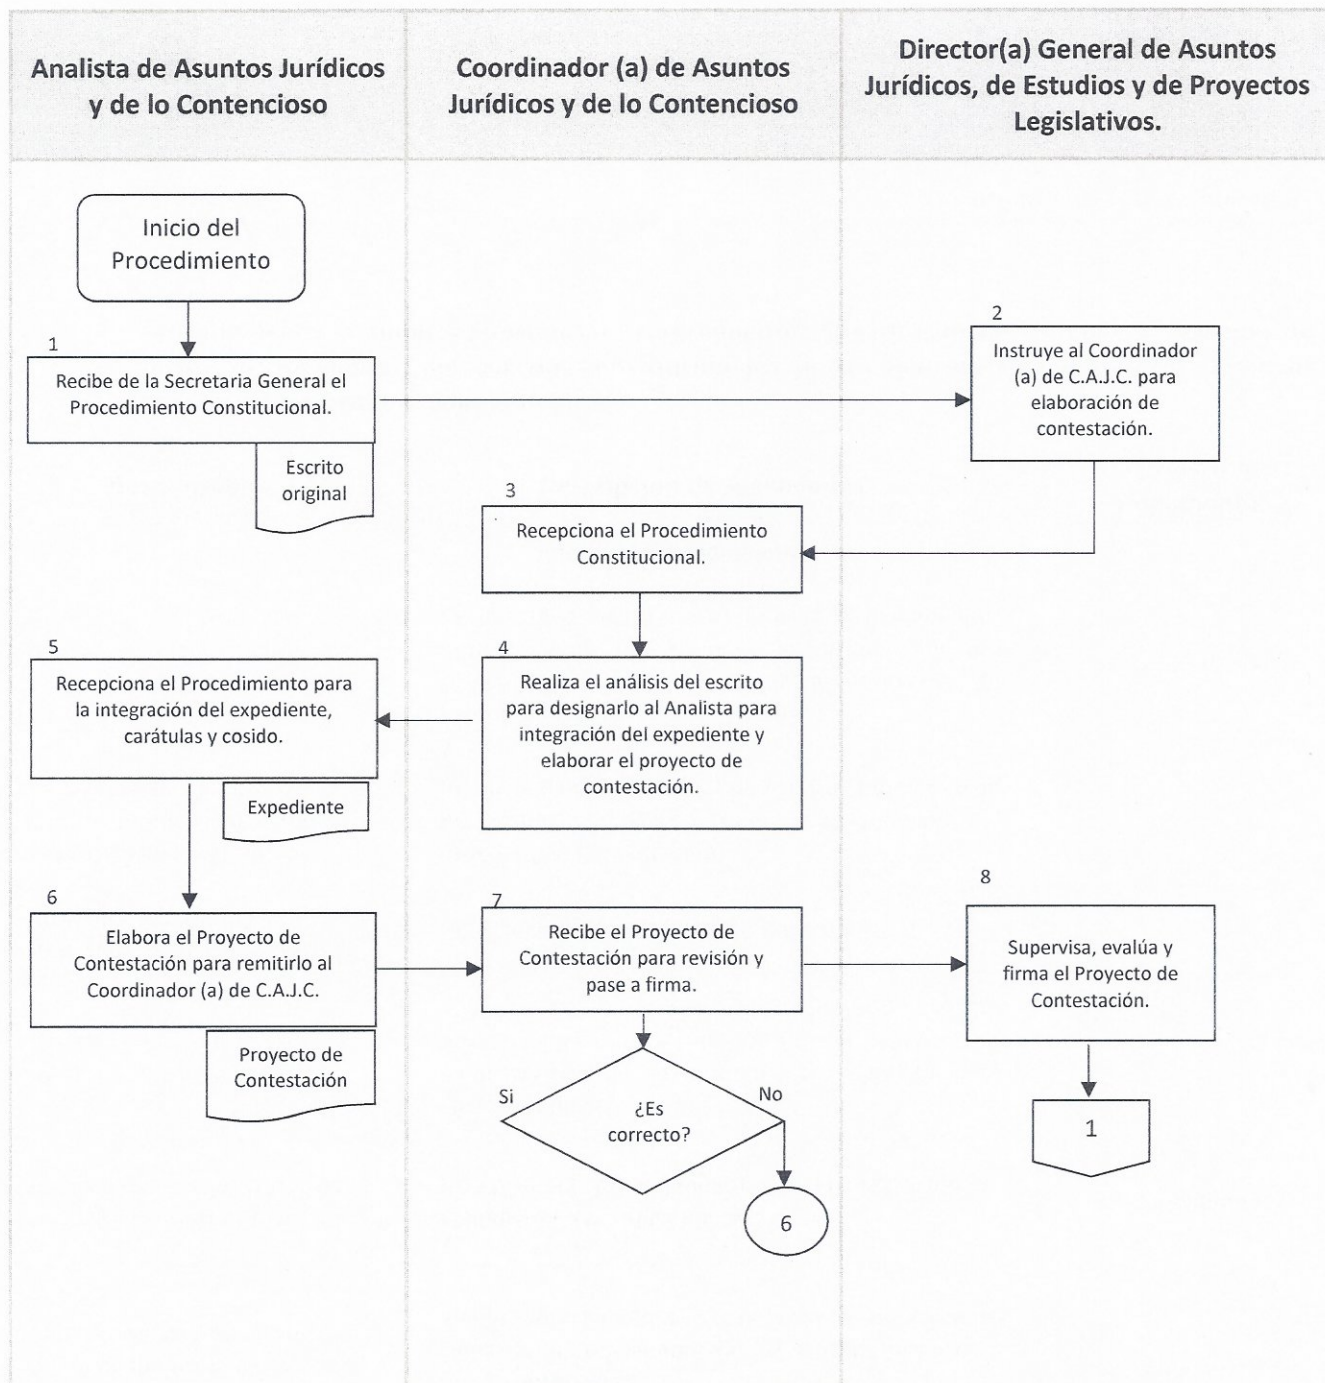 Analista de Asuntos Jurídicos
y de lo Contencioso
Coordinador (a) de Asuntos
Jurídicos y de lo Contencioso
Director(a) General de Asuntos
Jurídicos, de Estudios y de Proyectos
Legislativos.
Inicio del
Procedimiento
1
Recibe de la Secretaria General el
Procedimiento Constitucional.
Escrito
original
2
Instruye al Coordinador
(a) de C.A.J.C. para
elaboración de
contestación.
3
Recepciona el Procedimiento
Constitucional.
4
Realiza el análisis del escrito
para designarlo al Analista para
integración del expediente y
elaborar el proyecto de
contestación.
5
Recepciona el Procedimiento para
la integración del expediente,
carátulas y cosido.
Expediente
6
Elabora el Proyecto de
Contestación para remitirlo al
Coordinador (a) de C.A.J.C.
Proyecto de
Contestación
7
Recibe el Proyecto de
Contestación para revisión y
pase a firma.
8
Supervisa, evalúa y
firma el Proyecto de
Contestación.
Si
¿Es
correcto?
No
6
1